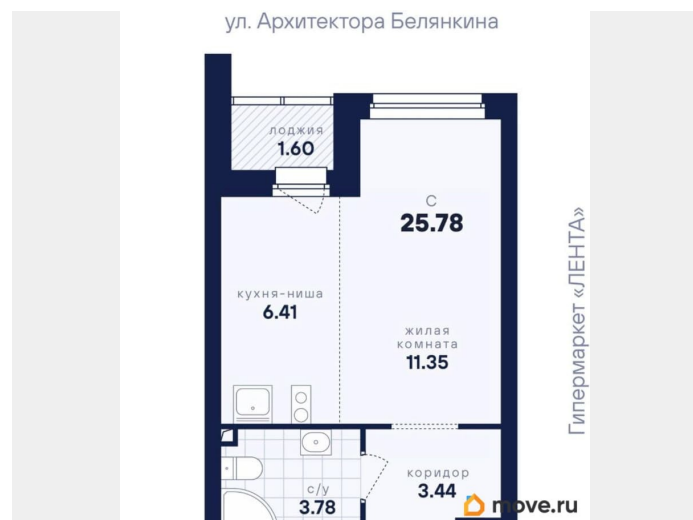 ул. Архитектора Белянкина
лоджия
1.60
С
25.78
Гипермаркет «ЛЕНТА»
кухня-ниша
6.41
жилая
комната
11.35
коридор
3.44
с/у
3.78
move.ru